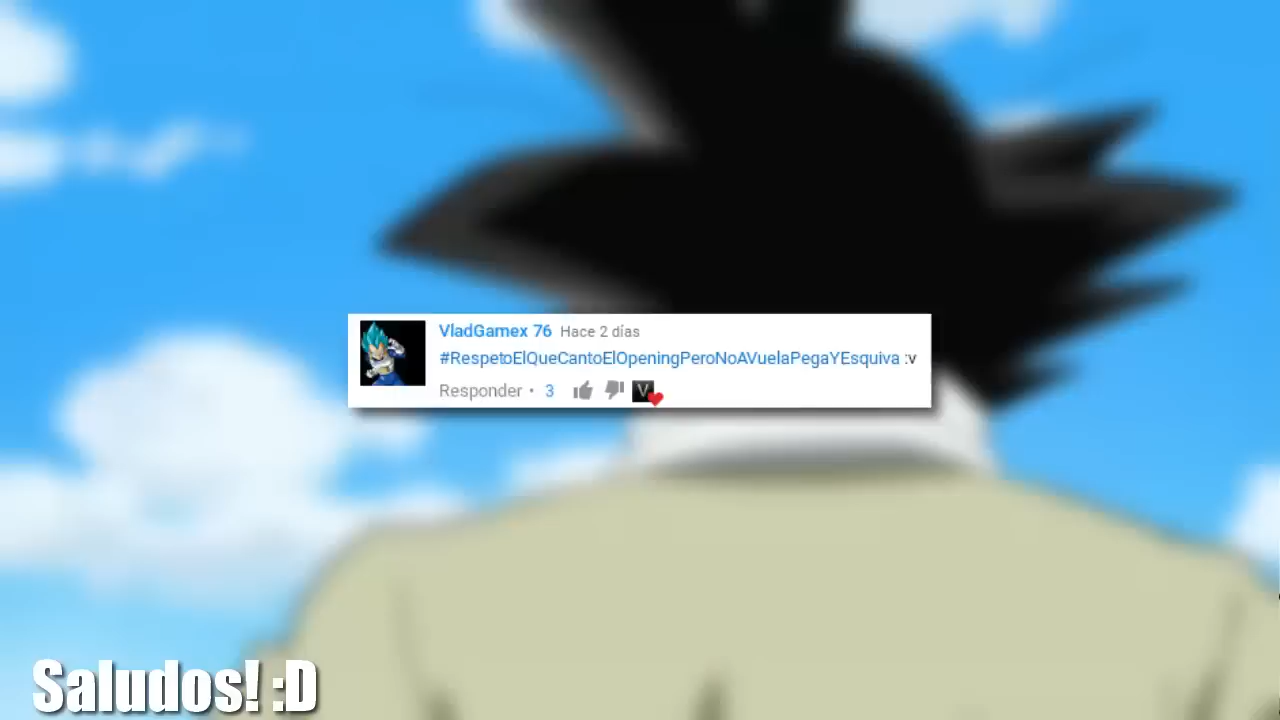 VladGamex 76 Hace 2 días
#RespetoElQueCantoElOpeningPeroNoAVuelaPegaYEsquiva :v
Responder • 3 V
Saludos! :D